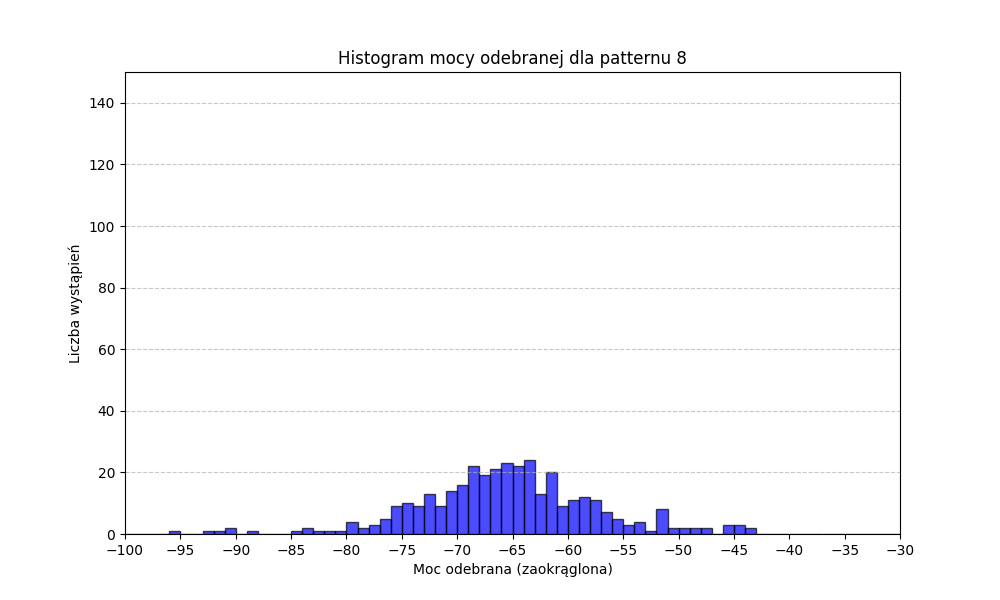 Histogram mocy odebranej dla patternu 8
Liczba wystąpień
140
120
100
80
60
40
20
0
−100 −95 −90 −85 −80 −75 −70 −65 −60 −55 −50 −45 −40 −35 −30
Moc odebrana (zaokrąglona)